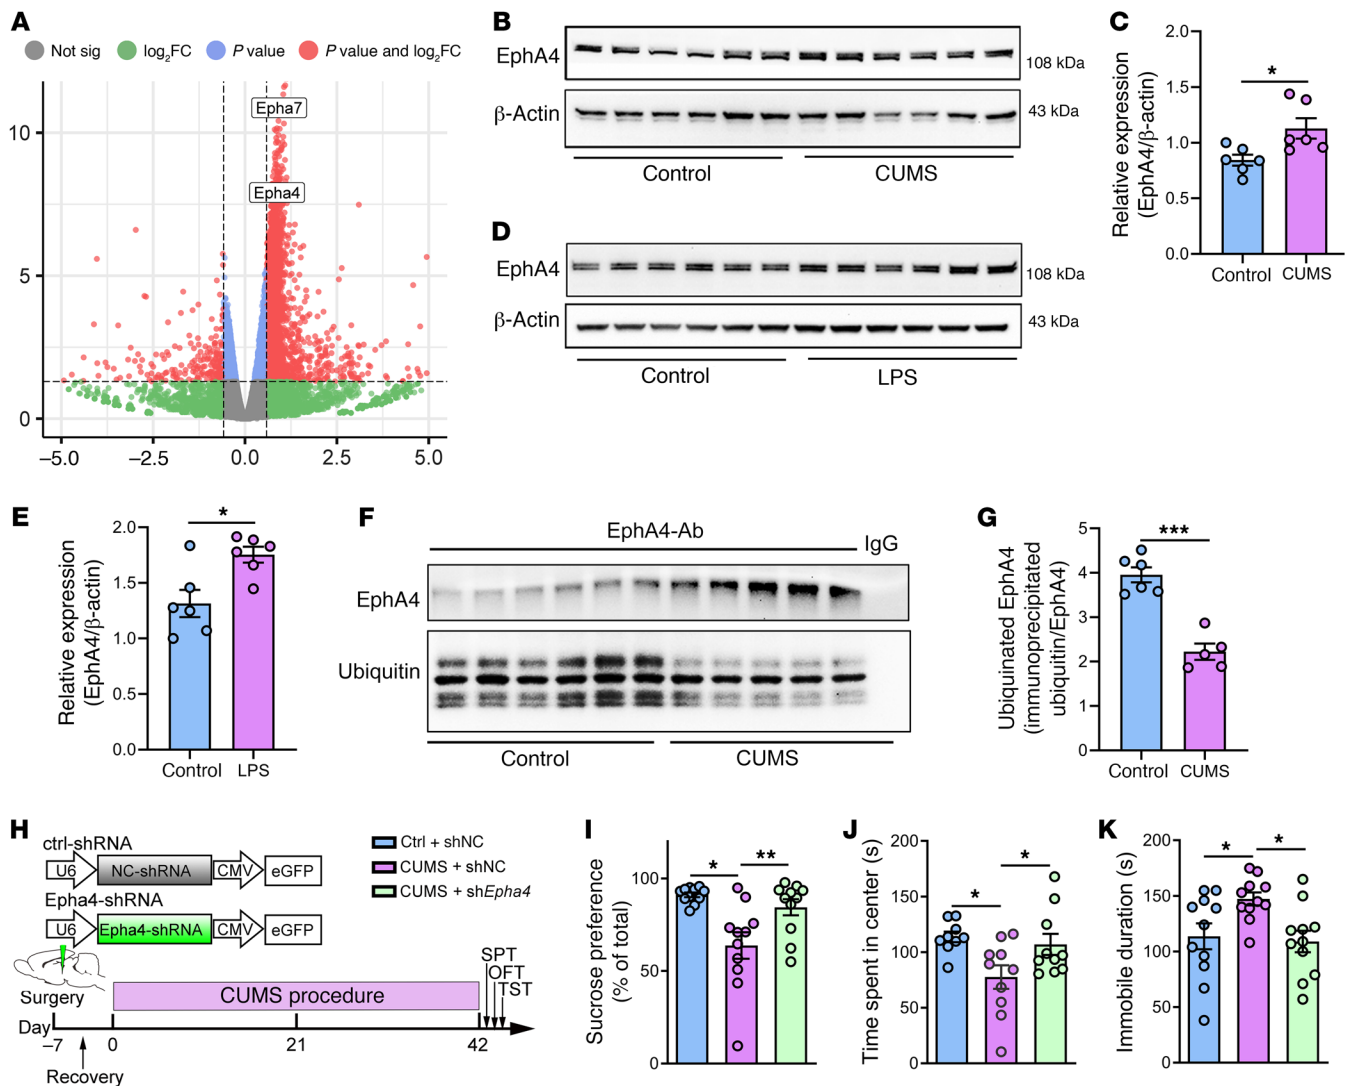 A
Not sig
log2FC
P value
P value and log2FC
Epha7
Epha4
10
5
0
–5.0
–2.5
0.0
2.5
5.0
B
EphA4
108 kDa
β-Actin
43 kDa
Control
CUMS
C
Relative expression
(EphA4/β-actin)
2.0
1.5
1.0
0.5
0.0
*
Control
CUMS
D
EphA4
108 kDa
β-Actin
43 kDa
Control
LPS
E
Relative expression
(EphA4/β-actin)
2.0
1.5
1.0
0.5
0.0
*
Control
LPS
F
EphA4-Ab
IgG
EphA4
Ubiquitin
Control
CUMS
G
Ubiquinated EphA4
(immunoprecipitated
ubiquitin/EphA4)
5
4
3
2
1
0
***
Control
CUMS
H
ctrl-shRNA
U6
NC-shRNA
CMV
eGFP
Epha4-shRNA
U6
Epha4-shRNA
CMV
eGFP
Ctrl + shNC
CUMS + shNC
CUMS + shEpha4
Surgery
CUMS procedure
SPT
OFT
TST
Day
–7
0
21
42
Recovery
I
Sucrose preference
(% of total)
100
50
0
*
**
J
Time spent in center (s)
200
150
100
50
0
*
*
K
Immobile duration (s)
200
150
100
50
0
*
*